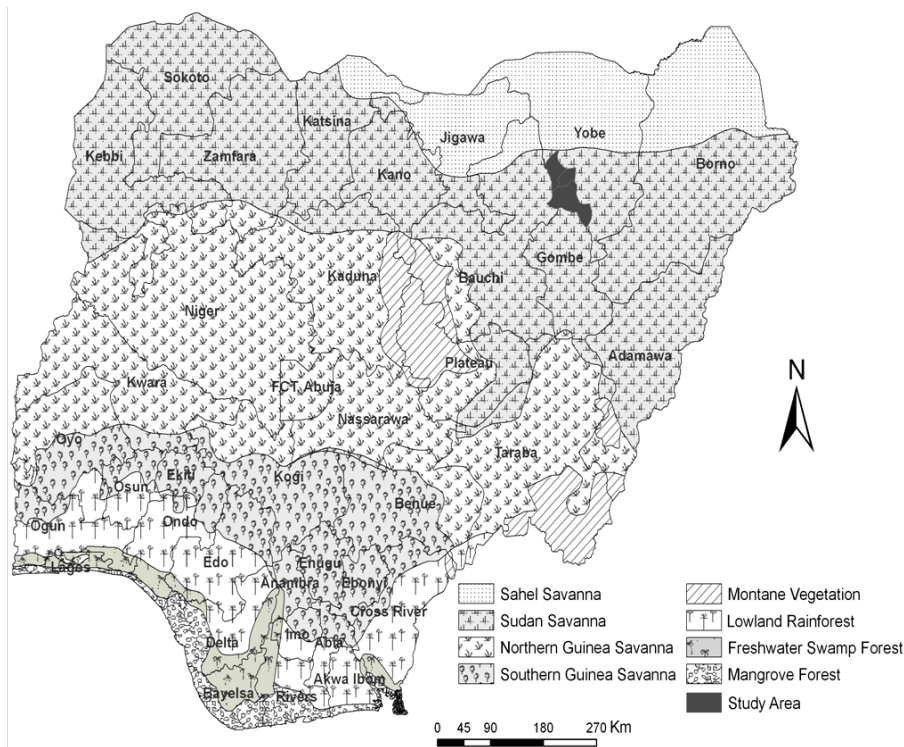 Sokoto
Katsina
Jigawa
Yobe
Kebbi
Zamfara
Kano
Borno
Gombe
Bauchi
Kaduna
Niger
Plateau
Adamawa
Kwara
FCT, Abuja
Nassarawa
Taraba
Oyo
Ekiti
Osun
Kogi
Benue
Ogun
Ondo
Edo
Enugu
Lagos
Anambra
Ebonyi
Cross River
Delta
Imo
Abia
Akwa Ibom
Bayelsa
Rivers
N
Sahel Savanna
Sudan Savanna
Northern Guinea Savanna
Southern Guinea Savanna
Montane Vegetation
Lowland Rainforest
Freshwater Swamp Forest
Mangrove Forest
Study Area
0 45 90 180 270 Km